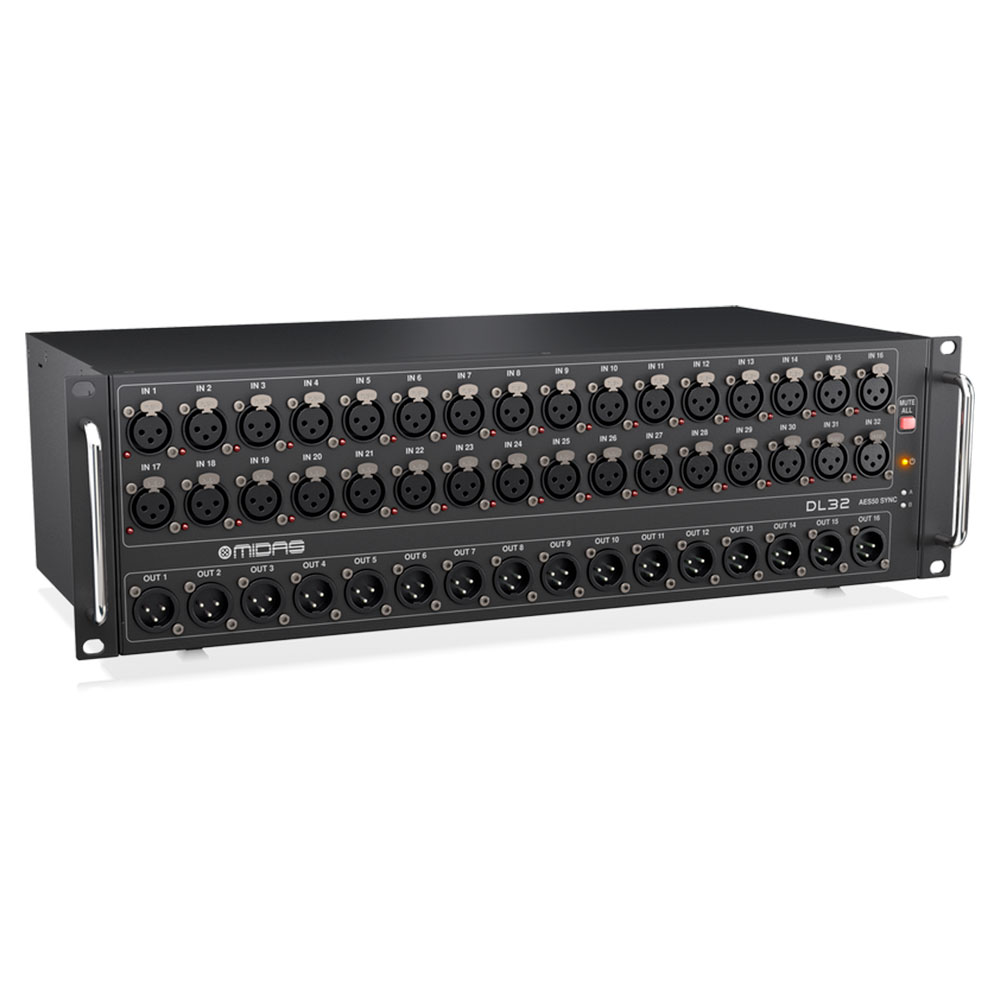 IN 1 IN 2 IN 3 IN 4 IN 5 IN 6 IN 7 IN 8 IN 9 IN 10 IN 11 IN 12 IN 13 IN 14 IN 15 IN 16
MUTE
ALL
IN 17 IN 18 IN 19 IN 20 IN 21 IN 22 IN 23 IN 24 IN 25 IN 26 IN 27 IN 28 IN 29 IN 30 IN 31 IN 32
MIDAS
DL32 AES50 SYNC
A
B
OUT 1 OUT 2 OUT 3 OUT 4 OUT 5 OUT 6 OUT 7 OUT 8 OUT 9 OUT 10 OUT 11 OUT 12 OUT 13 OUT 14 OUT 15 OUT 16